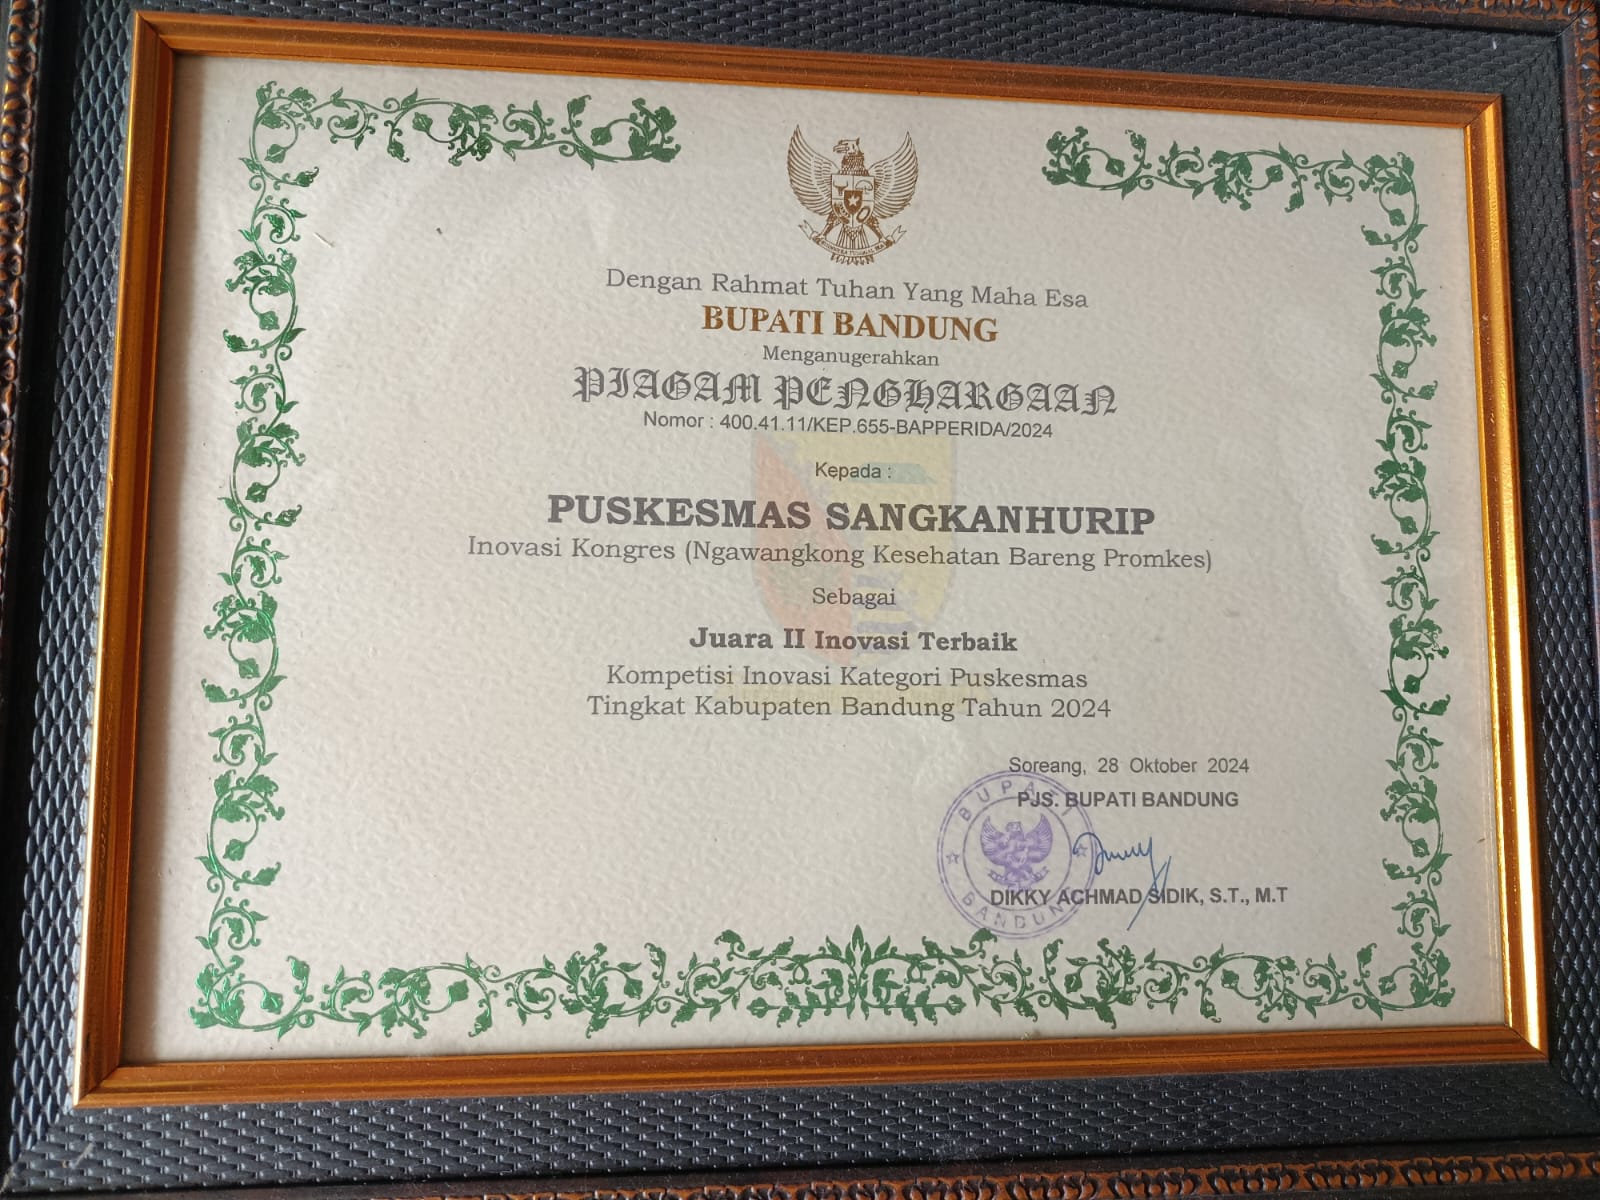 Dengan Rahmat Tuhan Yang Maha Esa
BUPATI BANDUNG
Menganugerahkan
PIAGAM PENGHARGAAN
Nomor : 400.41.11/KEP.655-BAPPERIDA/2024
Kepada :
PUSKESMAS SANGKANHURIP
Inovasi Kongres (Ngawangkong Kesehatan Bareng Promkes)
Sebagai
Juara II Inovasi Terbaik
Kompetisi Inovasi Kategori Puskesmas
Tingkat Kabupaten Bandung Tahun 2024
Soreang, 28 Oktober 2024
PJS. BUPATI BANDUNG
BUPATI
BANDUNG
DIKKY ACHMAD SIDIK, S.T., M.T